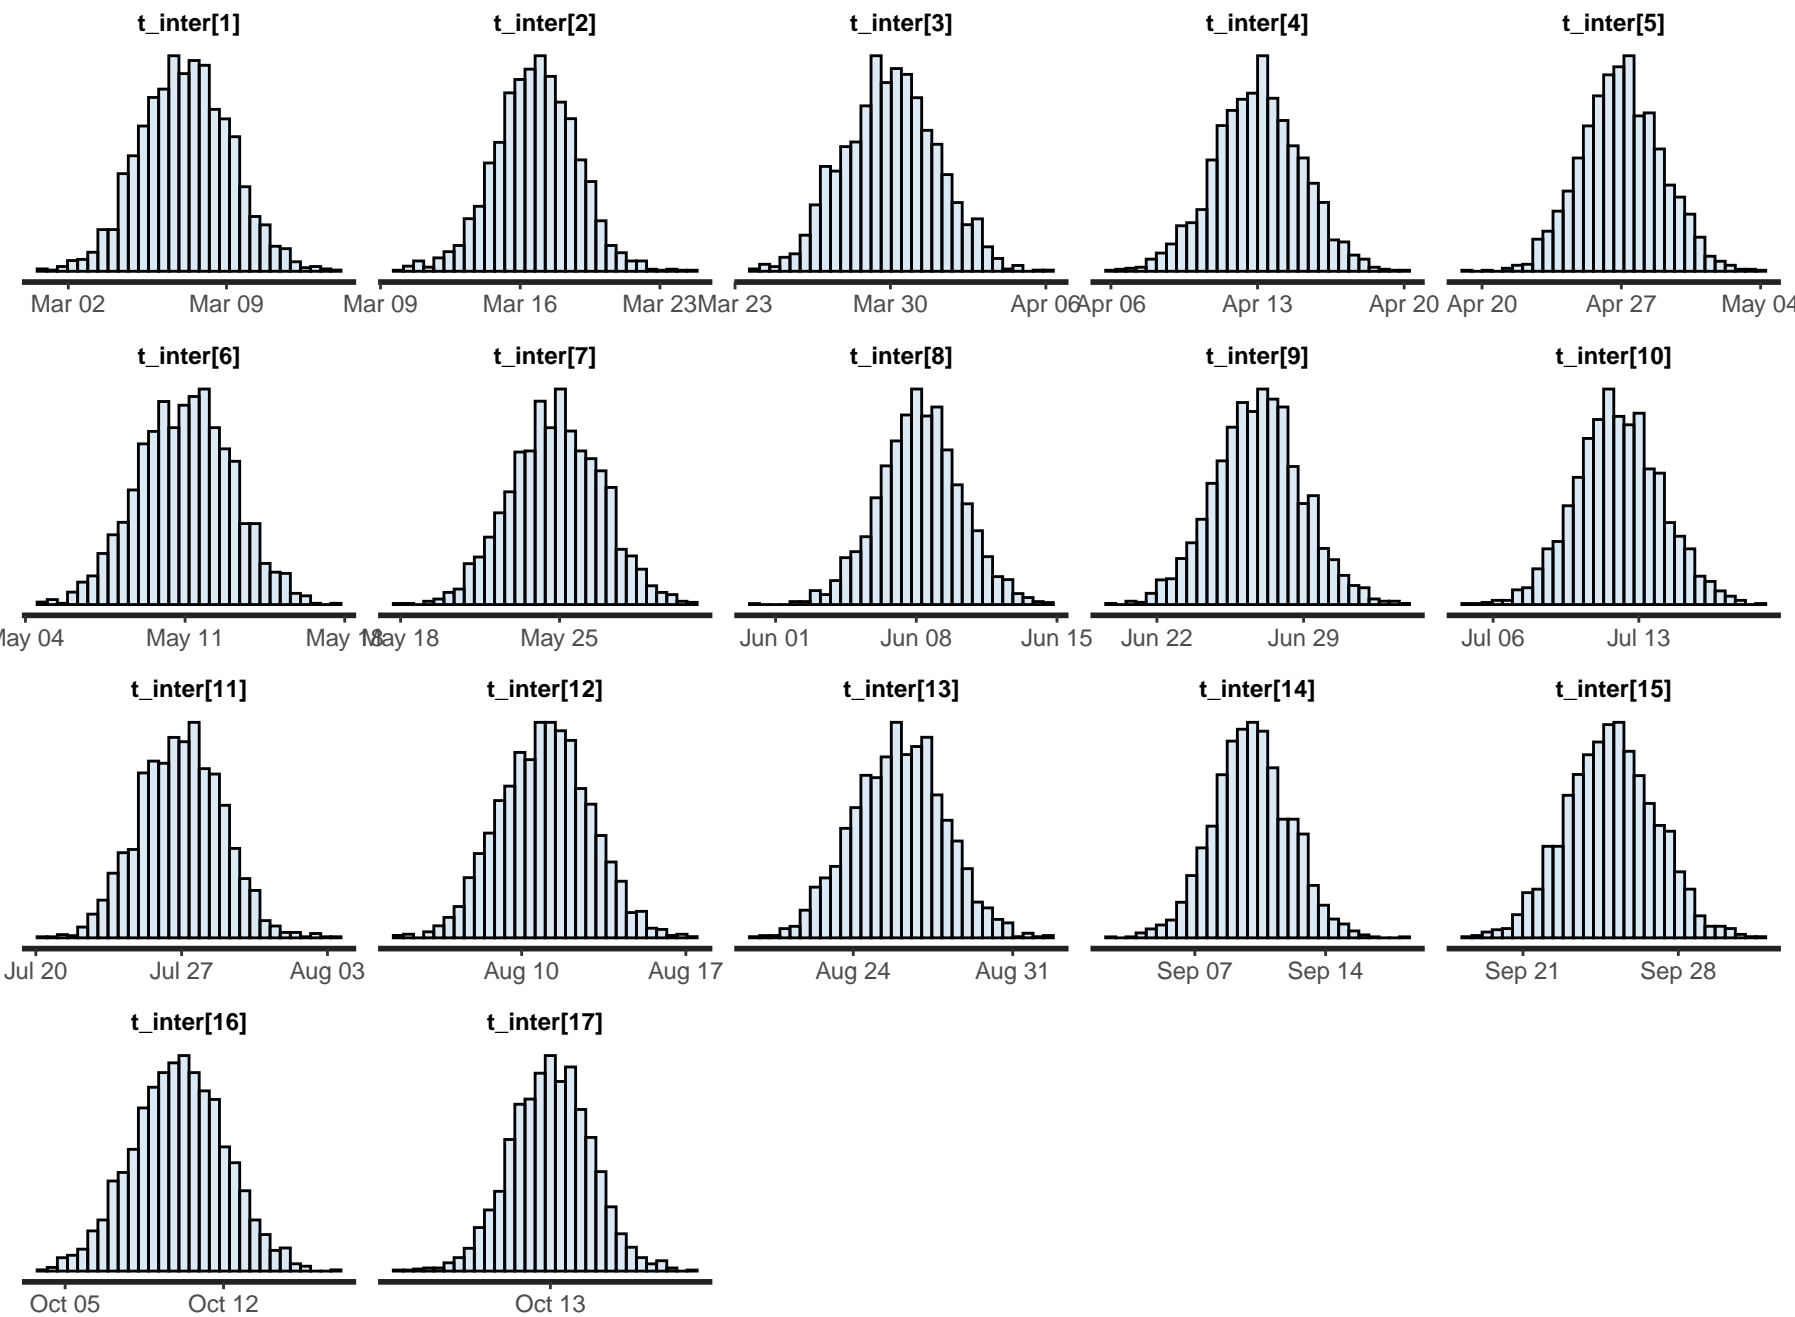 t_inter[1] t_inter[2] t_inter[3] t_inter[4] t_inter[5]
Mar 02 Mar 09 Mar 09 Mar 16 Mar 23 Mar 23 Mar 30 Apr 06 Apr 06 Apr 13 Apr 20 Apr 20 Apr 27 May 04
t_inter[6] t_inter[7] t_inter[8] t_inter[9] t_inter[10]
May 04 May 11 May 18 May 18 May 25 Jun 01 Jun 08 Jun 15 Jun 22 Jun 29 Jul 06 Jul 13
t_inter[11] t_inter[12] t_inter[13] t_inter[14] t_inter[15]
Jul 20 Jul 27 Aug 03 Aug 10 Aug 17 Aug 24 Aug 31 Sep 07 Sep 14 Sep 21 Sep 28
t_inter[16] t_inter[17]
Oct 05 Oct 12 Oct 13